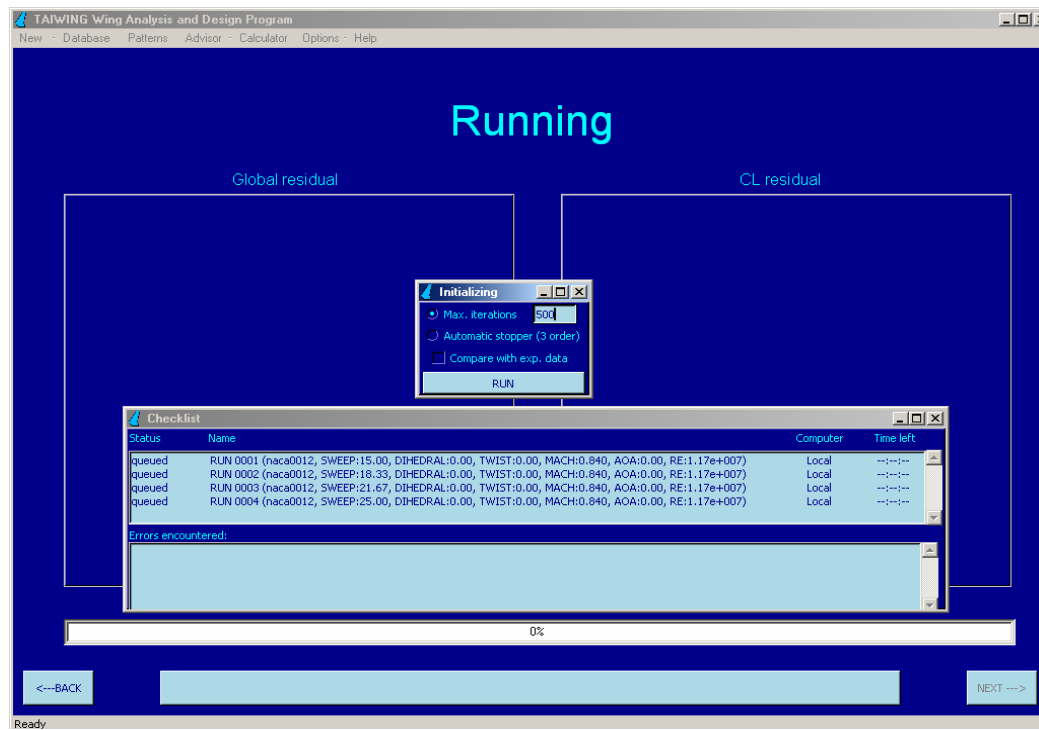 TAIWING Wing Analysis and Design Program
New - Database Patterns Advisor - Calculator Options - Help
Running
Global residual CL residual
Initializing
Max. iterations 500
Automatic stopper (3 order)
Compare with exp. data
RUN
Checklist
Status Name Computer Time left
queued RUN 0001 (naca0012, SWEEP:15.00, DIHEDRAL:0.00, TWIST:0.00, MACH:0.840, AOA:0.00, RE:1.17e+007) Local --:--:--
queued RUN 0002 (naca0012, SWEEP:18.33, DIHEDRAL:0.00, TWIST:0.00, MACH:0.840, AOA:0.00, RE:1.17e+007) Local --:--:--
queued RUN 0003 (naca0012, SWEEP:21.67, DIHEDRAL:0.00, TWIST:0.00, MACH:0.840, AOA:0.00, RE:1.17e+007) Local --:--:--
queued RUN 0004 (naca0012, SWEEP:25.00, DIHEDRAL:0.00, TWIST:0.00, MACH:0.840, AOA:0.00, RE:1.17e+007) Local --:--:--
Errors encountered:
0%
<---BACK NEXT --->
Ready